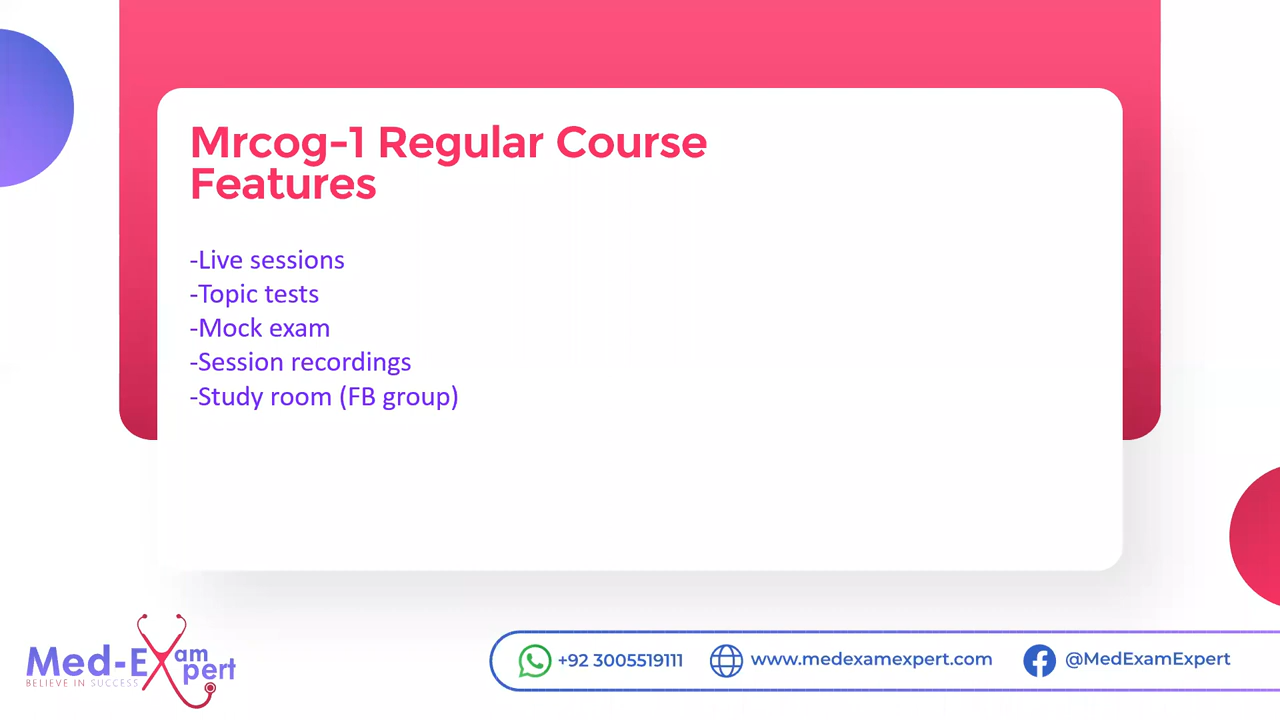 Mrcog-1 Regular Course
Features
-Live sessions
-Topic tests
-Mock exam
-Session recordings
-Study room (FB group)
Med-Exam Expert
BELIEVE IN SUCCESS
+92 3005519111
www.medexamexpert.com
@MedExamExpert